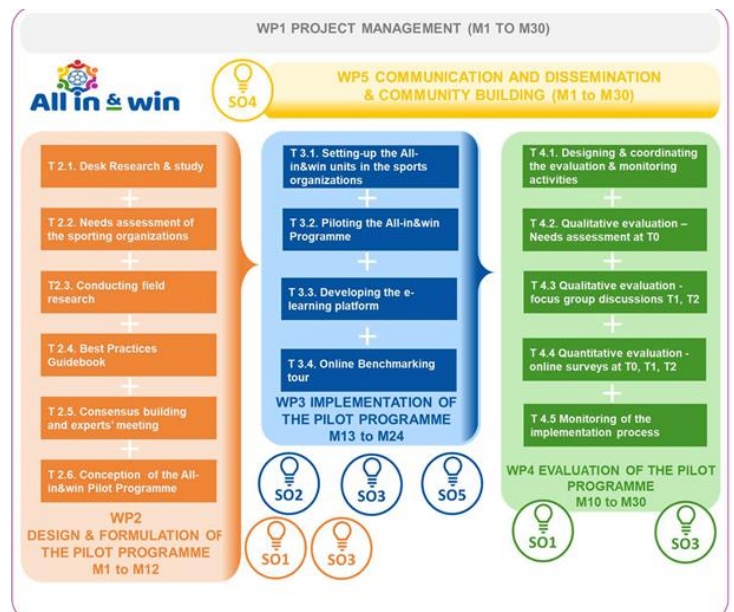 WP1 PROJECT MANAGEMENT (M1 TO M30)
All in & win
SO4
WP5 COMMUNICATION AND DISSEMINATION
& COMMUNITY BUILDING (M1 to M30)
T 2.1. Desk Research & study
T 2.2. Needs assessment of
the sporting organizations
T2.3. Conducting field
research
T 2.4. Best Practices
Guidebook
T 2.5. Consensus building
and experts' meeting
T 2.6. Conception of the All-
in&win Pilot Programme
WP2
DESIGN & FORMULATION OF
THE PILOT PROGRAMME
M1 to M12
SO1
SO3
T 3.1. Setting-up the All-
in&win units in the sports
organizations
T 3.2. Piloting the All-in&win
Programme
T 3.3. Developing the e-
learning platform
T 3.4. Online Benchmarking
tour
WP3 IMPLEMENTATION OF
THE PILOT PROGRAMME
M13 to M24
SO2
SO3
SO5
T 4.1. Designing & coordinating
the evaluation & monitoring
activities
T 4.2. Qualitative evaluation –
Needs assessment at T0
T 4.3 Qualitative evaluation -
focus group discussions T1, T2
T 4.4 Quantitative evaluation -
online surveys at T0, T1, T2
T 4.5 Monitoring of the
implementation process
WP4 EVALUATION OF THE PILOT
PROGRAMME
M10 to M30
SO1
SO3